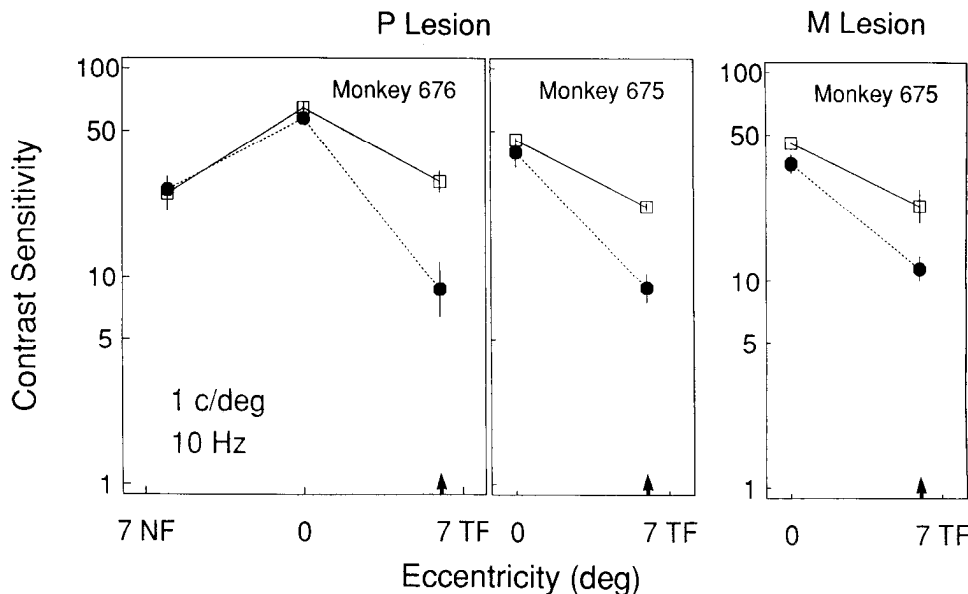 P Lesion
M Lesion
Monkey 676
Monkey 675
Monkey 675
Contrast Sensitivity
100
50
10
5
1
100
50
10
5
1
1 c/deg
10 Hz
7 NF
0
7 TF
0
7 TF
0
7 TF
Eccentricity (deg)